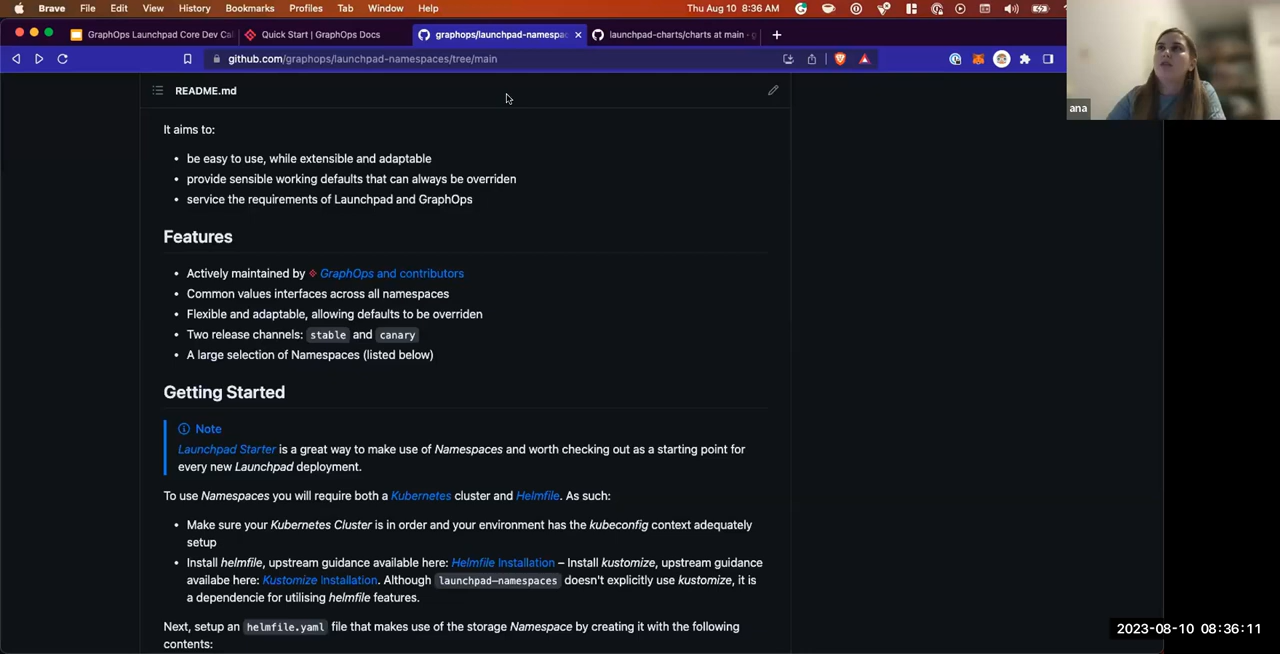 Brave File Edit View History Bookmarks Profiles Tab Window Help Thu Aug 10 8:36 AM
GraphOps Launchpad Core Dev Cal
Quick Start | GraphOps Docs
graphops/launchpad-namespac
launchpad-charts/charts at main ·
github.com/graphops/launchpad-namespaces/tree/main
README.md
ana
It aims to:
be easy to use, while extensible and adaptable
provide sensible working defaults that can always be overriden
service the requirements of Launchpad and GraphOps
Features
Actively maintained by GraphOps and contributors
Common values interfaces across all namespaces
Flexible and adaptable, allowing defaults to be overriden
Two release channels: stable and canary
A large selection of Namespaces (listed below)
Getting Started
Note
Launchpad Starter is a great way to make use of Namespaces and worth checking out as a starting point for
every new Launchpad deployment.
To use Namespaces you will require both a Kubernetes cluster and Helmfile. As such:
Make sure your Kubernetes Cluster is in order and your environment has the kubeconfig context adequately
setup
Install helmfile, upstream guidance available here: Helmfile Installation – Install kustomize, upstream guidance
availabe here: Kustomize Installation. Although launchpad-namespaces doesn't explicitly use kustomize, it is
a dependencie for utilising helmfile features.
Next, setup an helmfile.yaml file that makes use of the storage Namespace by creating it with the following
contents:
2023-08-10 08:36:11